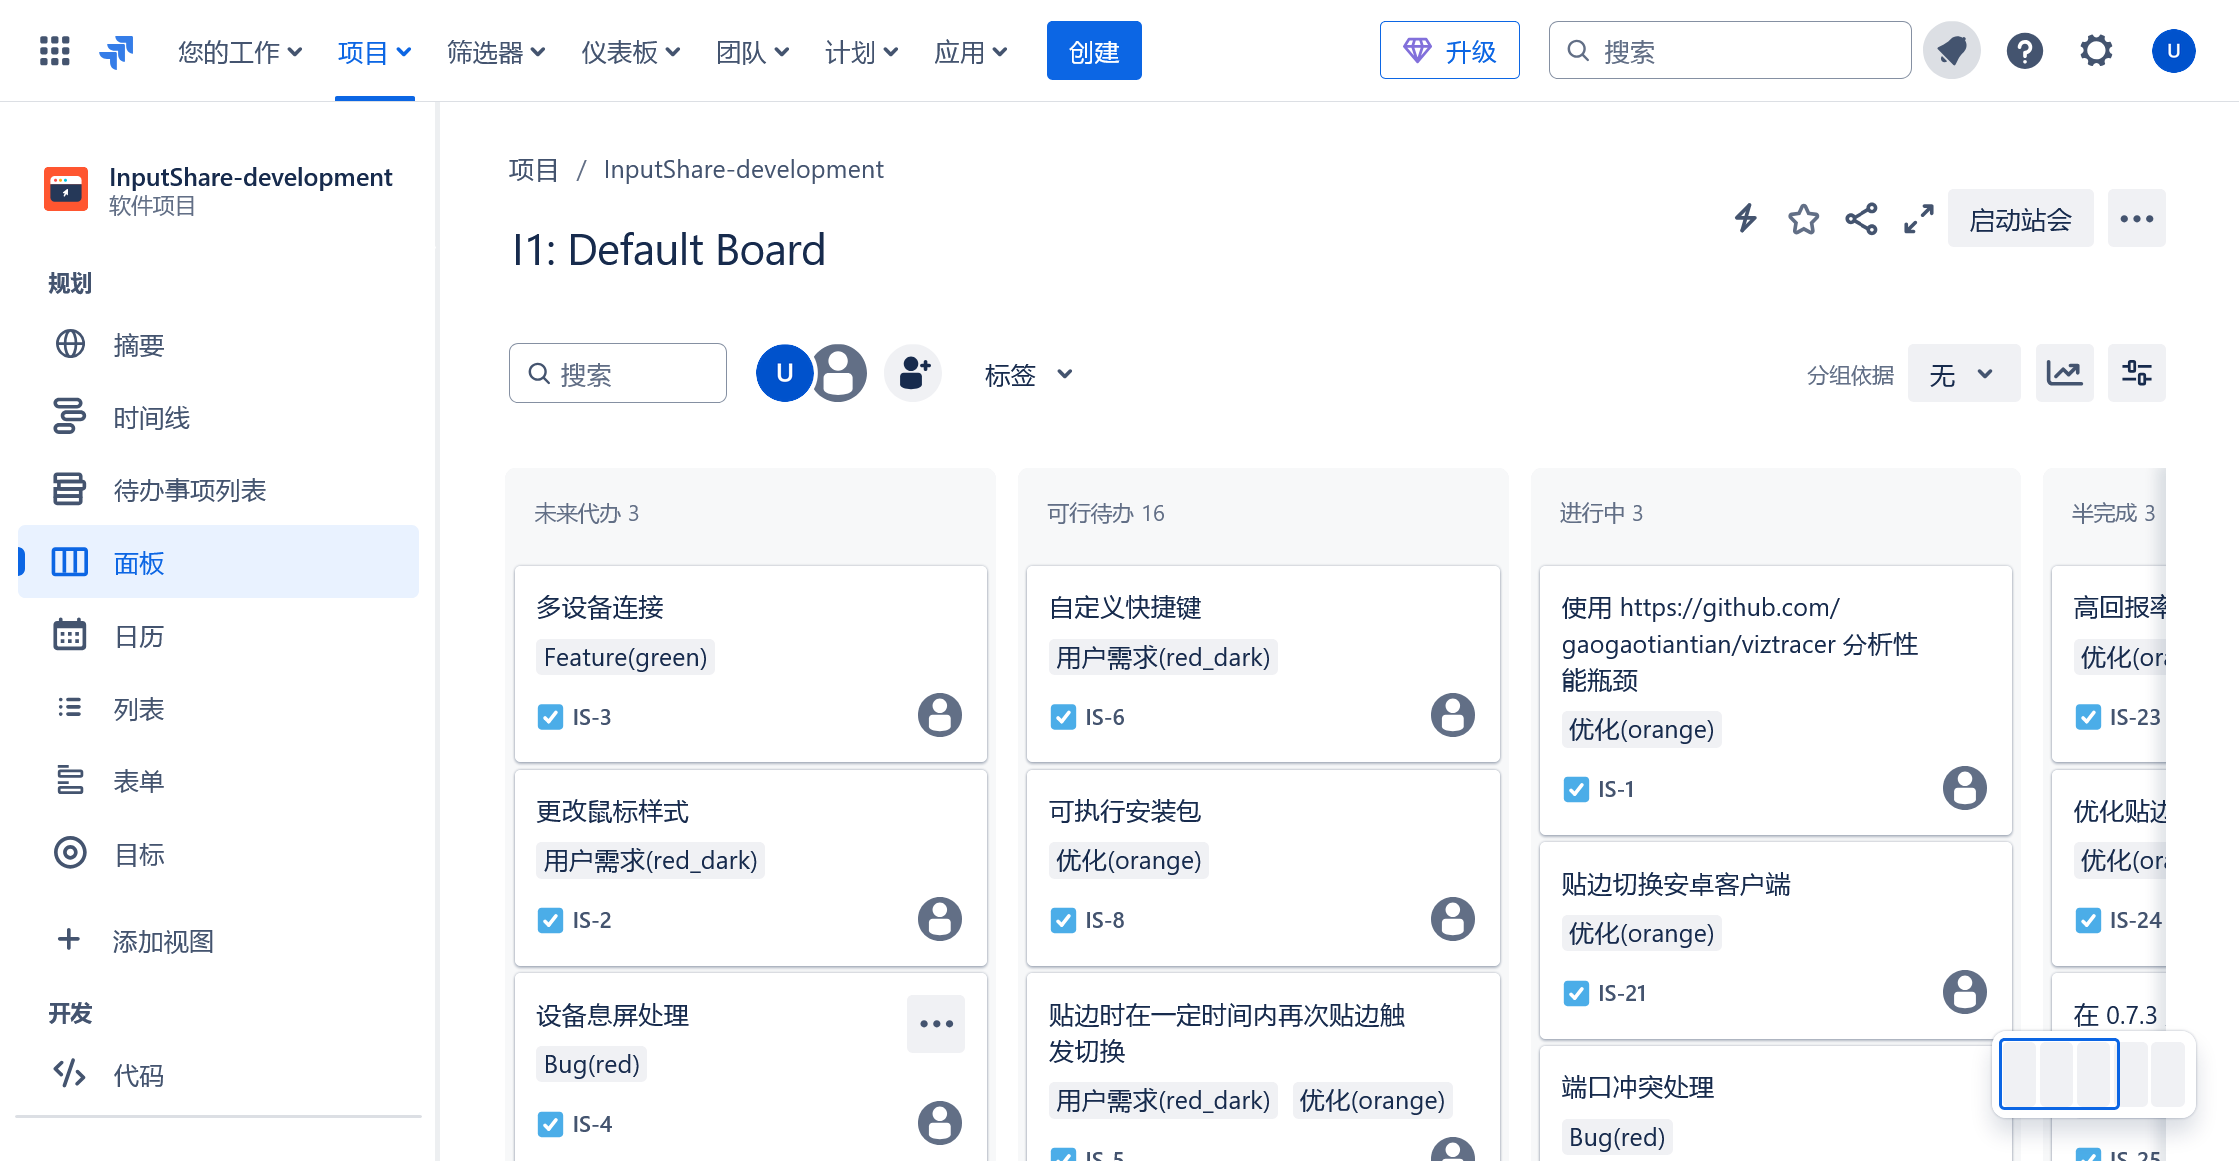 您的工作 项目 筛选器 仪表板 团队 计划 应用 创建 升级 搜索 U
InputShare-development
软件项目
规划
摘要
时间线
待办事项列表
面板
日历
列表
表单
目标
添加视图
开发
代码
项目 / InputShare-development
I1: Default Board
启动站会
搜索 U 标签 分组依据 无
未来代办 3
多设备连接
Feature(green)
IS-3
更改鼠标样式
用户需求(red_dark)
IS-2
设备息屏处理
Bug(red)
IS-4
可行待办 16
自定义快捷键
用户需求(red_dark)
IS-6
可执行安装包
优化(orange)
IS-8
贴边时在一定时间内再次贴边触
发切换
用户需求(red_dark) 优化(orange)
IS-5
进行中 3
使用 https://github.com/
gaogaotiantian/viztracer 分析性
能瓶颈
优化(orange)
IS-1
贴边切换安卓客户端
优化(orange)
IS-21
端口冲突处理
Bug(red)
半完成 3
高回报率
优化(ora
IS-23
优化贴边
优化(ora
IS-24
在 0.7.3
IS-25